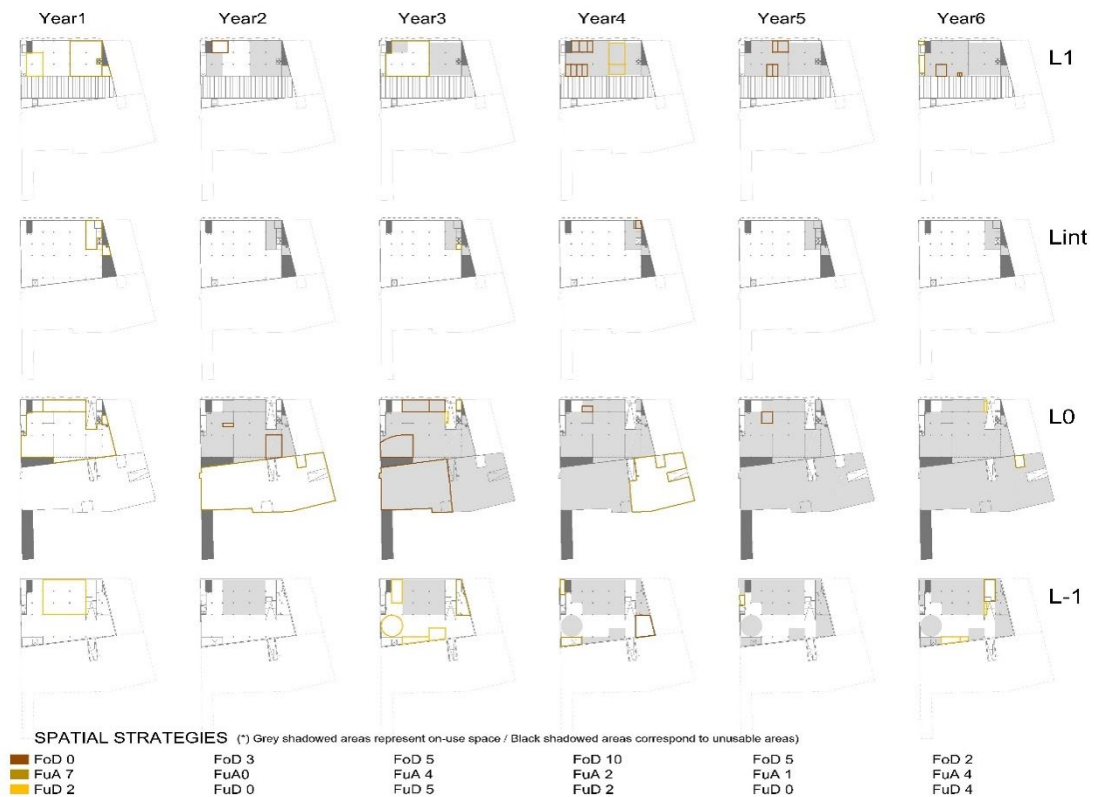 Year1 Year2 Year3 Year4 Year5 Year6
L1
Lint
L0
L-1
SPATIAL STRATEGIES (*) Grey shadowed areas represent on-use space / Black shadowed areas correspond to unusable areas)
FoD 0 FoD 3 FoD 5 FoD 10 FoD 5 FoD 2
FuA 7 FuA0 FuA 4 FuA 2 FuA 1 FuA 4
FuD 2 FuD 0 FuD 5 FuD 2 FuD 0 FuD 4